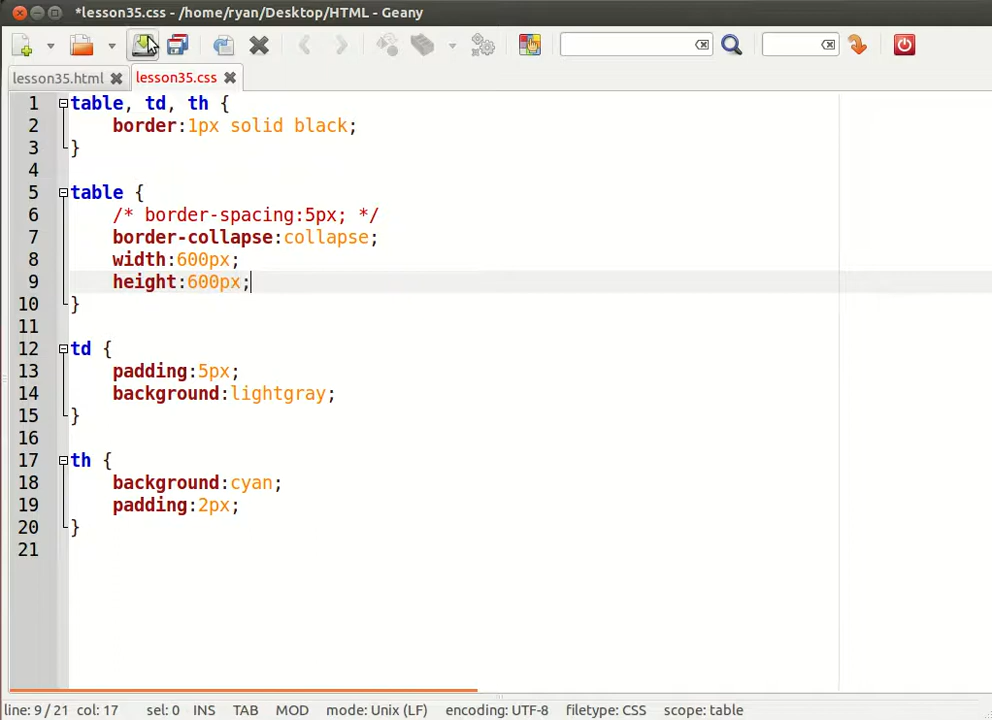 *lesson35.css - /home/ryan/Desktop/HTML - Geany
lesson35.html lesson35.css
1 table, td, th {
2 border:1px solid black;
3 }
4
5 table {
6 /* border-spacing:5px; */
7 border-collapse:collapse;
8 width:600px;
9 height:600px;
10 }
11
12 td {
13 padding:5px;
14 background:lightgray;
15 }
16
17 th {
18 background:cyan;
19 padding:2px;
20 }
21
line: 9 / 21 col: 17 sel: 0 INS TAB MOD mode: Unix (LF) encoding: UTF-8 filetype: CSS scope: table